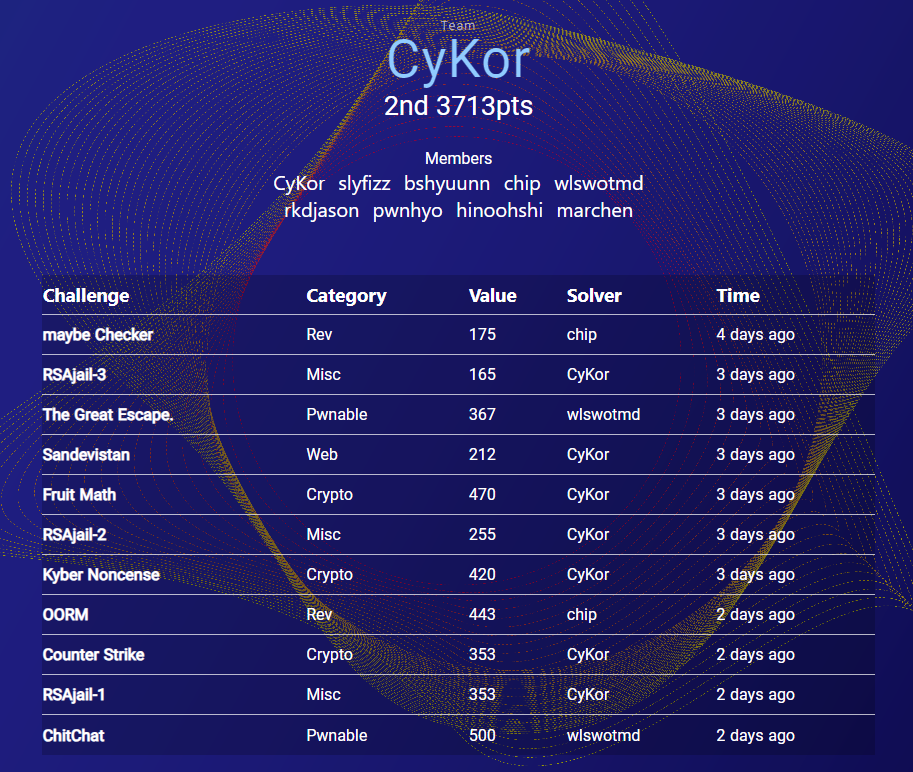 Team
CyKor
2nd 3713pts
Members
CyKor slyfizz bshyuunn chip wlswotmd
rkdjason pwnhyo hinoohshi marchen
Challenge Category Value Solver Time
maybe Checker Rev 175 chip 4 days ago
RSAjail-3 Misc 165 CyKor 3 days ago
The Great Escape. Pwnable 367 wlswotmd 3 days ago
Sandevistan Web 212 CyKor 3 days ago
Fruit Math Crypto 470 CyKor 3 days ago
RSAjail-2 Misc 255 CyKor 3 days ago
Kyber Noncense Crypto 420 CyKor 3 days ago
OORM Rev 443 chip 2 days ago
Counter Strike Crypto 353 CyKor 2 days ago
RSAjail-1 Misc 353 CyKor 2 days ago
ChitChat Pwnable 500 wlswotmd 2 days ago